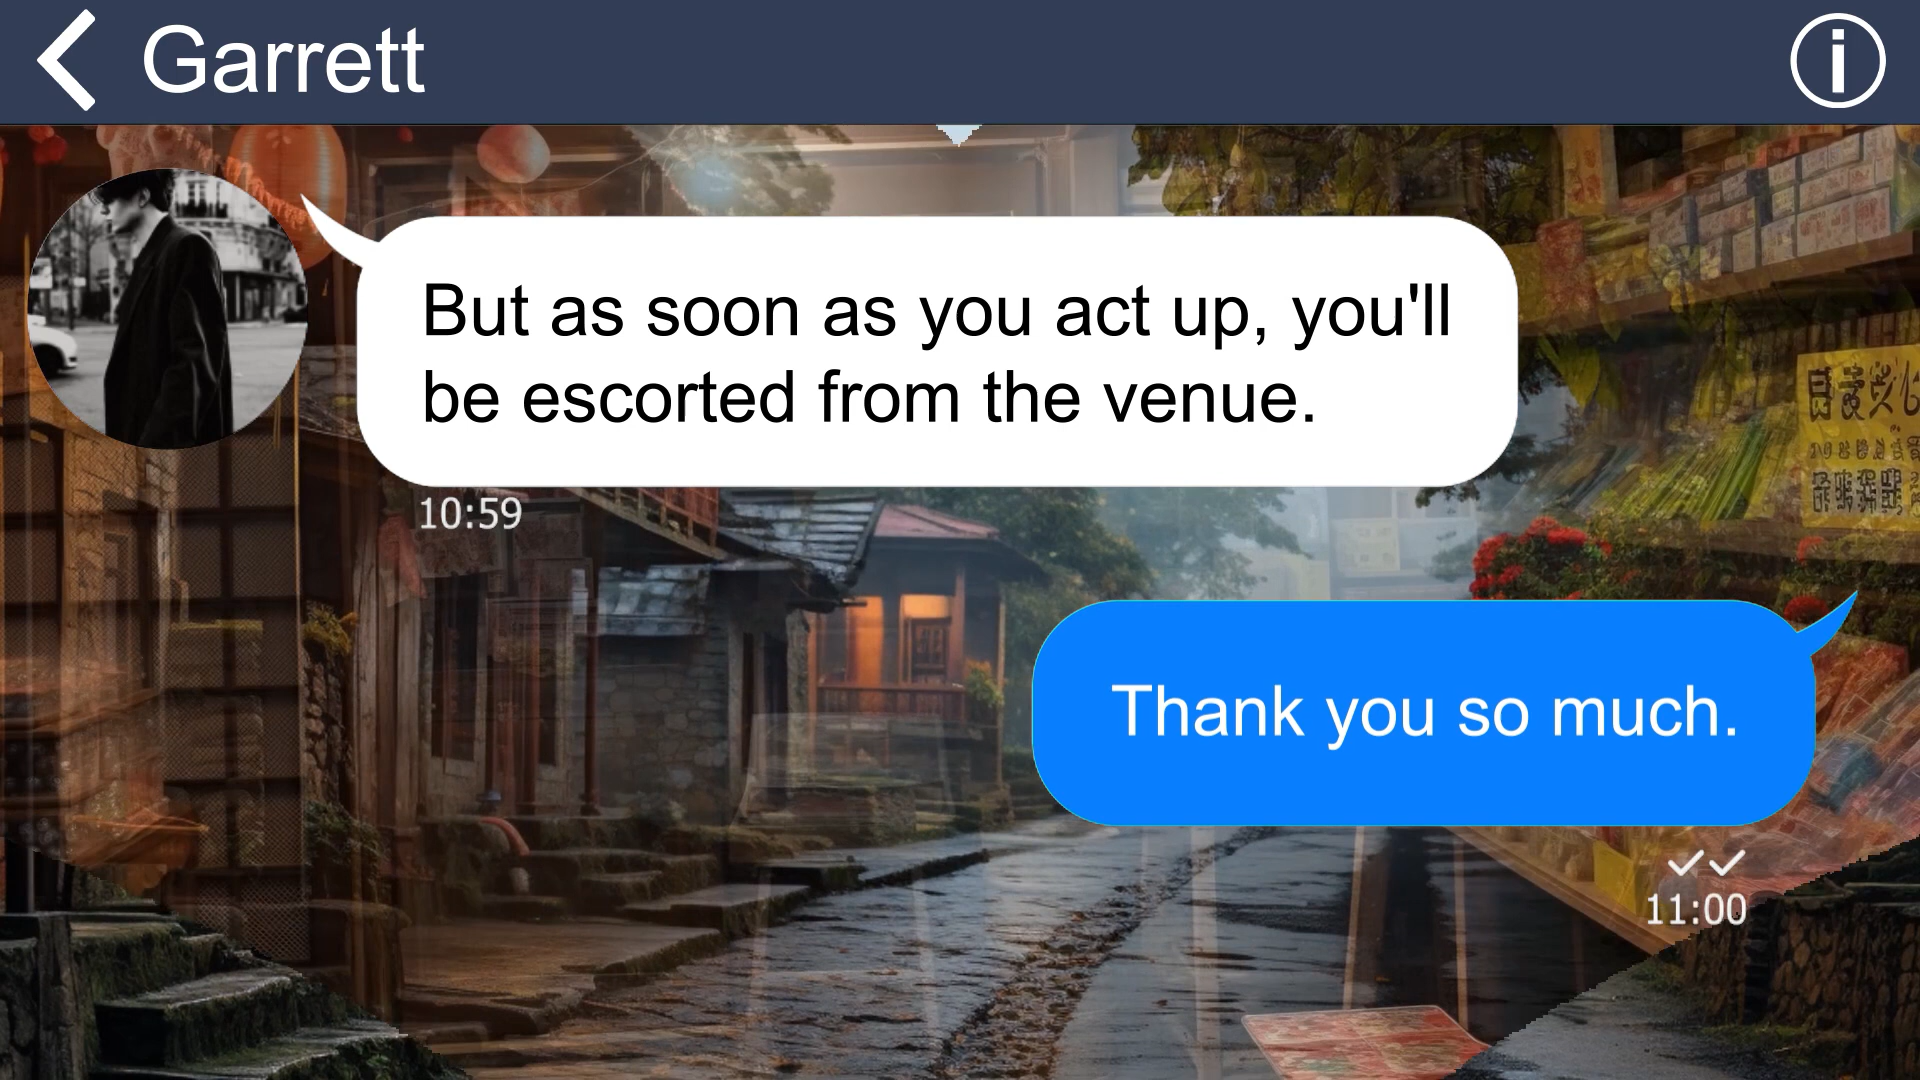 Garrett
But as soon as you act up, you'll
be escorted from the venue.
10:59
Thank you so much.
11:00